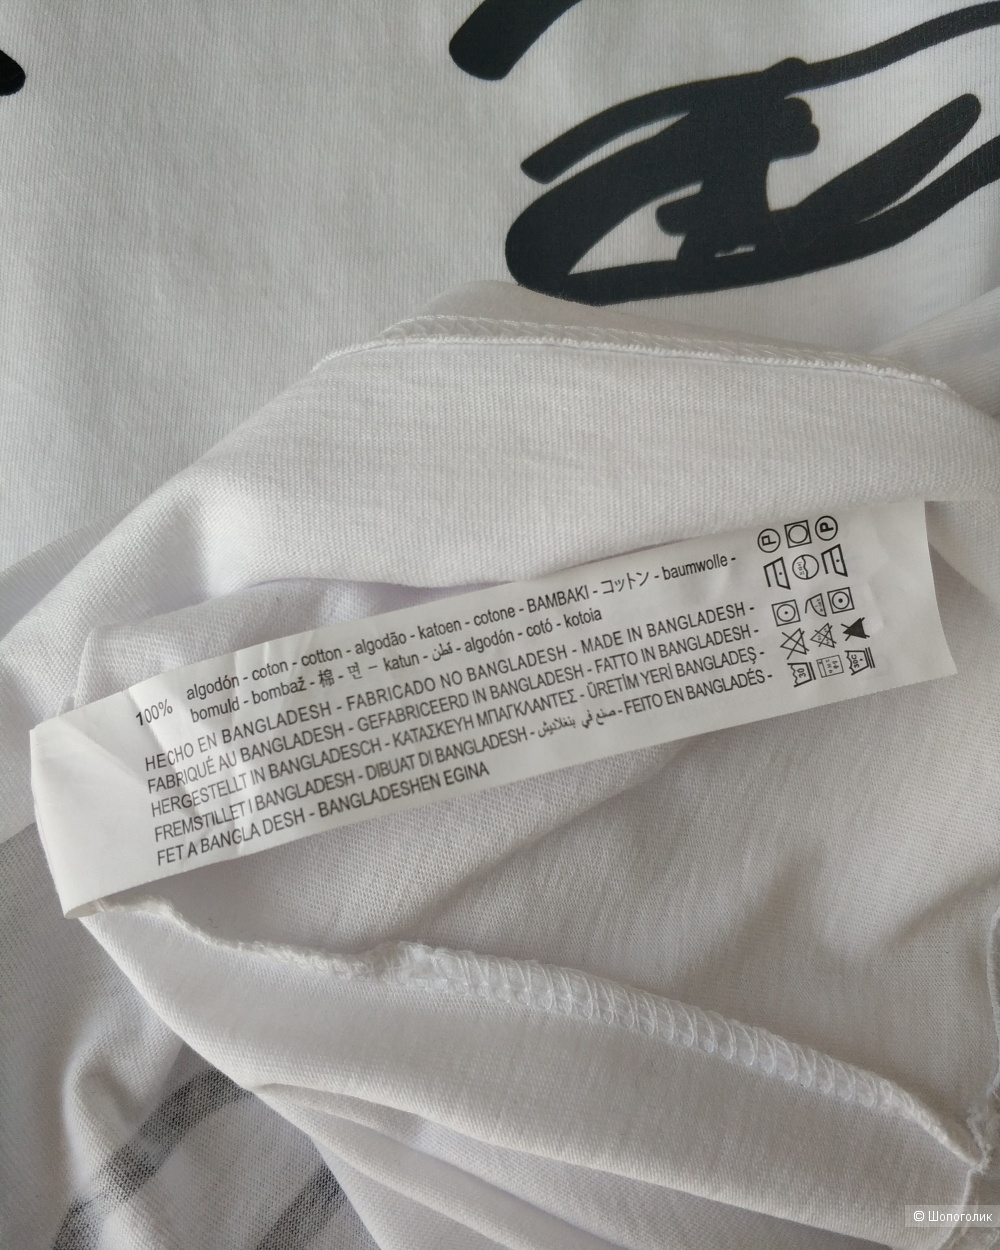 100% algodón - coton - cotton - algodão - katoen - cotone - BAMBAKI - コットン - baumwolle -
bomuld - bombaž - 棉 - 면 - katun - قطن - algodón - cotó - kotoia
HECHO EN BANGLADESH - FABRICADO NO BANGLADESH - MADE IN BANGLADESH -
FABRIQUÉ AU BANGLADESH - GEFABRICEERD IN BANGLADESH - FATTO IN BANGLADESH -
HERGESTELLT IN BANGLADESCH - ΚΑΤΑΣΚΕΥΗ ΜΠΑΓΚΛΑΝΤΕΣ - ÜRETİM YERİ BANGLADEŞ -
FREMSTILLET I BANGLADESH - DIBUAT DI BANGLADESH - صنع في بنغلاديش - FEITO EN BANGLADÉS -
FET A BANGLA DESH - BANGLADESHEN EGINA
© Шопоголик